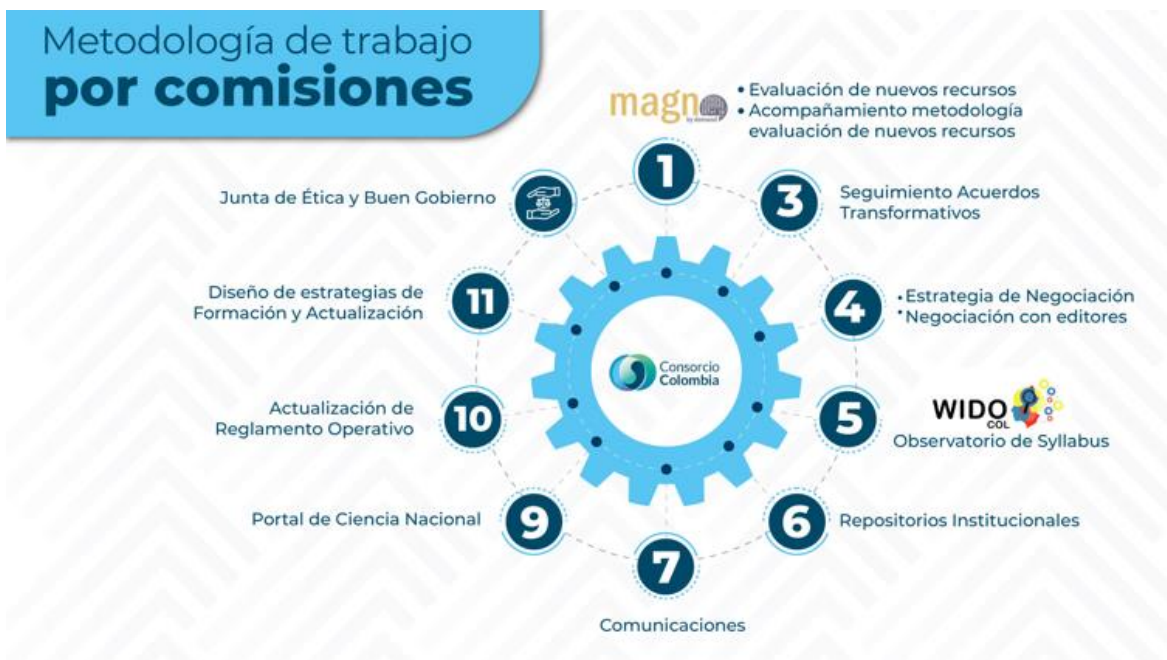 Metodología de trabajo
por comisiones
magno
by demand
• Evaluación de nuevos recursos
• Acompañamiento metodología
evaluación de nuevos recursos
1
Junta de Ética y Buen Gobierno
3
Seguimiento Acuerdos
Transformativos
Diseño de estrategias de
Formación y Actualización
11
4
• Estrategia de Negociación
• Negociación con editores
Consorcio
Colombia
Actualización de
Reglamento Operativo
10
5
WIDO
COL
Observatorio de Syllabus
Portal de Ciencia Nacional
9
6
Repositorios Institucionales
7
Comunicaciones